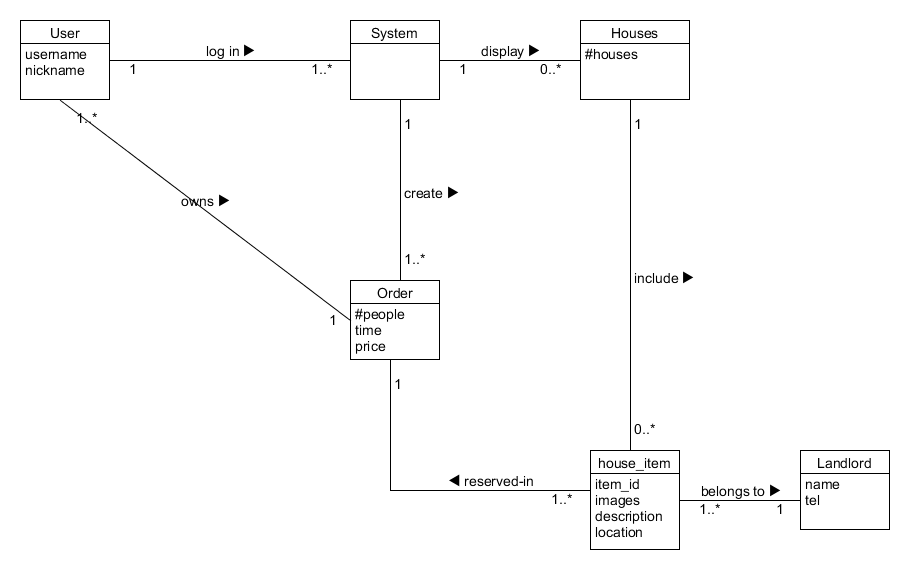 User
System
Houses
username
nickname
#houses
log in ▶
display ▶
1
1..*
1
0..*
1..*
1
1
create ▶
owns ▶
1..*
include ▶
Order
#people
time
price
1
1
0..*
house_item
item_id
images
description
location
Landlord
name
tel
◀ reserved-in
1..*
belongs to ▶
1..*
1